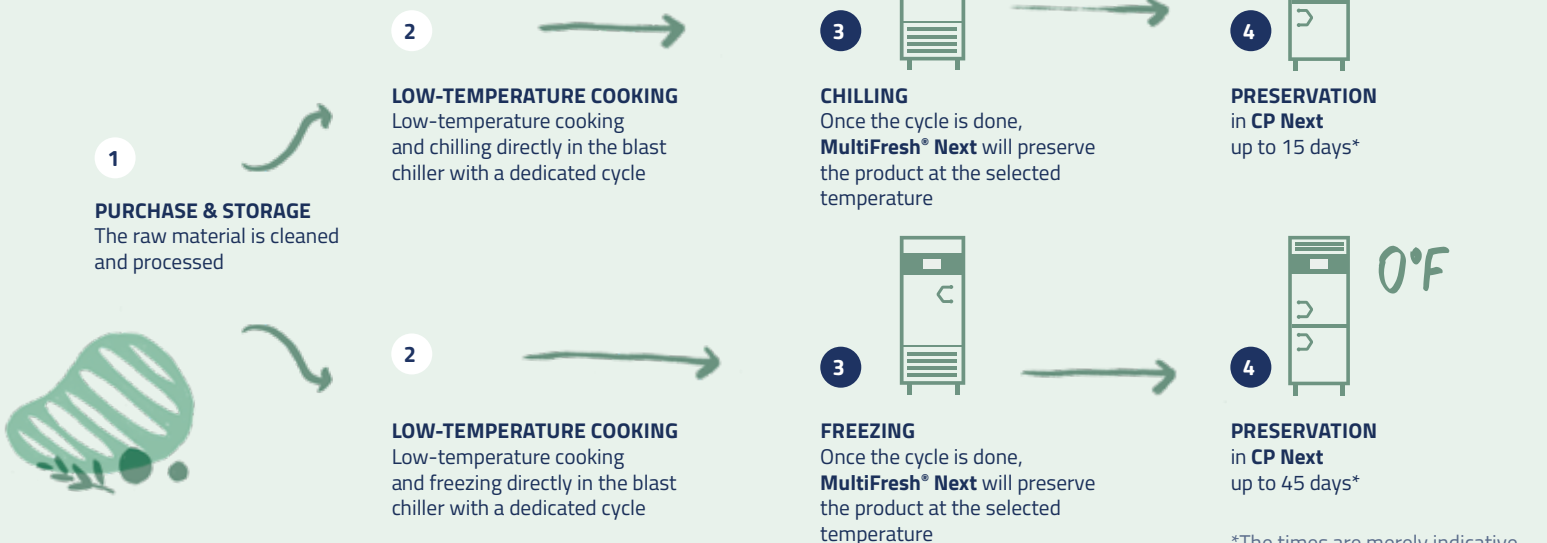 1
PURCHASE & STORAGE
The raw material is cleaned
and processed
2
LOW-TEMPERATURE COOKING
Low-temperature cooking
and chilling directly in the blast
chiller with a dedicated cycle
3
CHILLING
Once the cycle is done,
MultiFresh® Next will preserve
the product at the selected
temperature
4
PRESERVATION
in CP Next
up to 15 days*
2
LOW-TEMPERATURE COOKING
Low-temperature cooking
and freezing directly in the blast
chiller with a dedicated cycle
3
FREEZING
Once the cycle is done,
MultiFresh® Next will preserve
the product at the selected
temperature
0°F
4
PRESERVATION
in CP Next
up to 45 days*
*The times are merely indicative